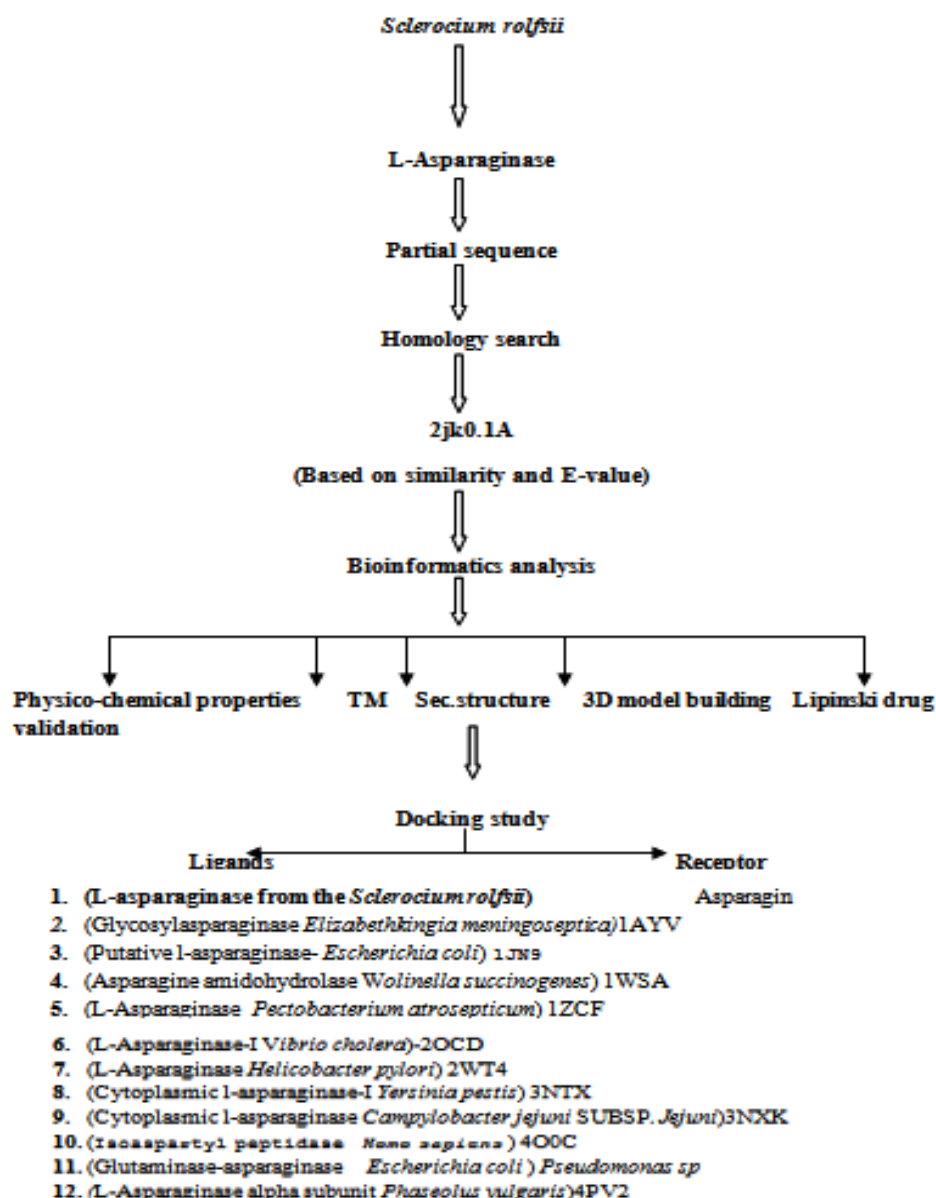 Sclerocium rolfsii
L-Asparaginase
Partial sequence
Homology search
2jk0.1A
(Based on similarity and E-value)
Bioinformatics analysis
Physico-chemical properties TM Sec.structure 3D model building Lipinski drug
validation
Docking study
Ligands Receptor
1. (L-asparaginase from the Sclerocium rolfsii) Asparagin
2. (Glycosylasparaginase Elizabethkingia meningoseptica)1AYV
3. (Putative l-asparaginase- Escherichia coli) 1JN9
4. (Asparagine amidohydrolase Wolinella succinogenes) 1WSA
5. (L-Asparaginase Pectobacterium atrosepticum) 1ZCF
6. (L-Asparaginase-I Vibrio cholera)-2OCD
7. (L-Asparaginase Helicobacter pylori) 2WT4
8. (Cytoplasmic l-asparaginase-I Yersinia pestis) 3NTX
9. (Cytoplasmic l-asparaginase Campylobacter jejuni SUBSP. Jejuni)3NXK
10. (Isoaspartyl peptidase Homo sapiens) 4O0C
11. (Glutaminase-asparaginase Escherichia coli ) Pseudomonas sp
12. (L-Asparaginase alpha subunit Phaseolus vulgaris)4PV2